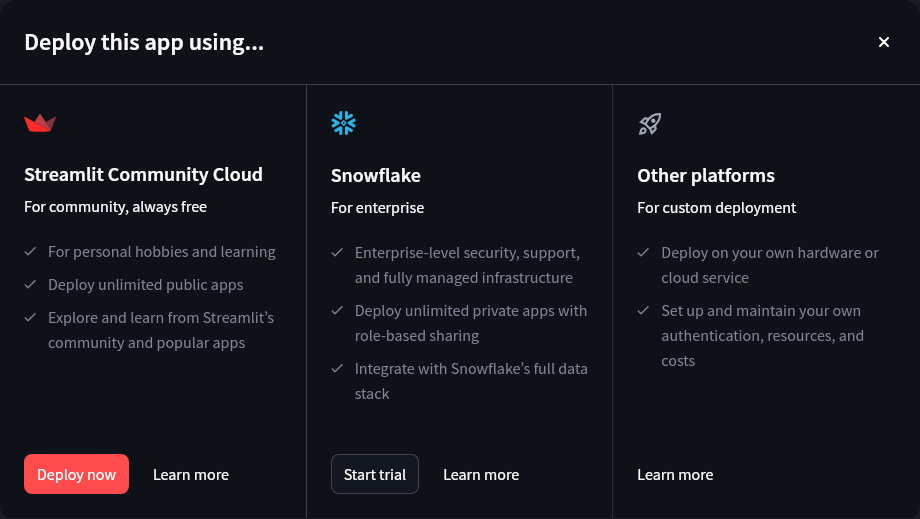 Deploy this app using...
Streamlit Community Cloud
For community, always free
For personal hobbies and learning
Deploy unlimited public apps
Explore and learn from Streamlit’s
community and popular apps
Deploy now
Learn more
Snowflake
For enterprise
Enterprise-level security, support,
and fully managed infrastructure
Deploy unlimited private apps with
role-based sharing
Integrate with Snowflake’s full data
stack
Start trial
Learn more
Other platforms
For custom deployment
Deploy on your own hardware or
cloud service
Set up and maintain your own
authentication, resources, and
costs
Learn more